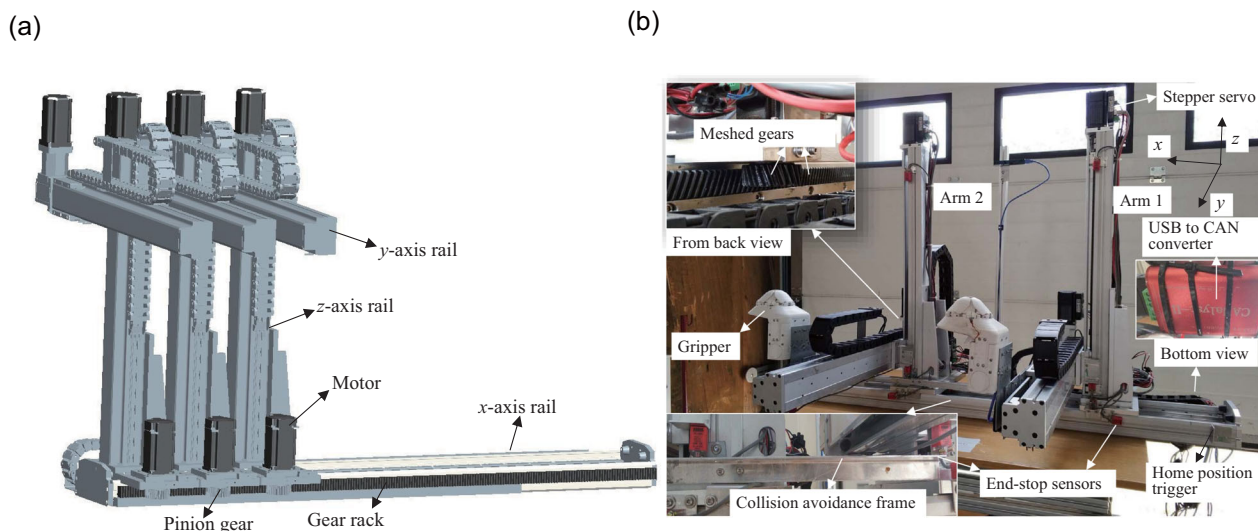 (a)
y-axis rail
z-axis rail
Motor
x-axis rail
Pinion gear
Gear rack
(b)
Stepper servo
Meshed gears
z
x
y
Arm 2
Arm 1
From back view
USB to CAN
converter
Gripper
Bottom view
Collision avoidance frame
End-stop sensors
Home position
trigger